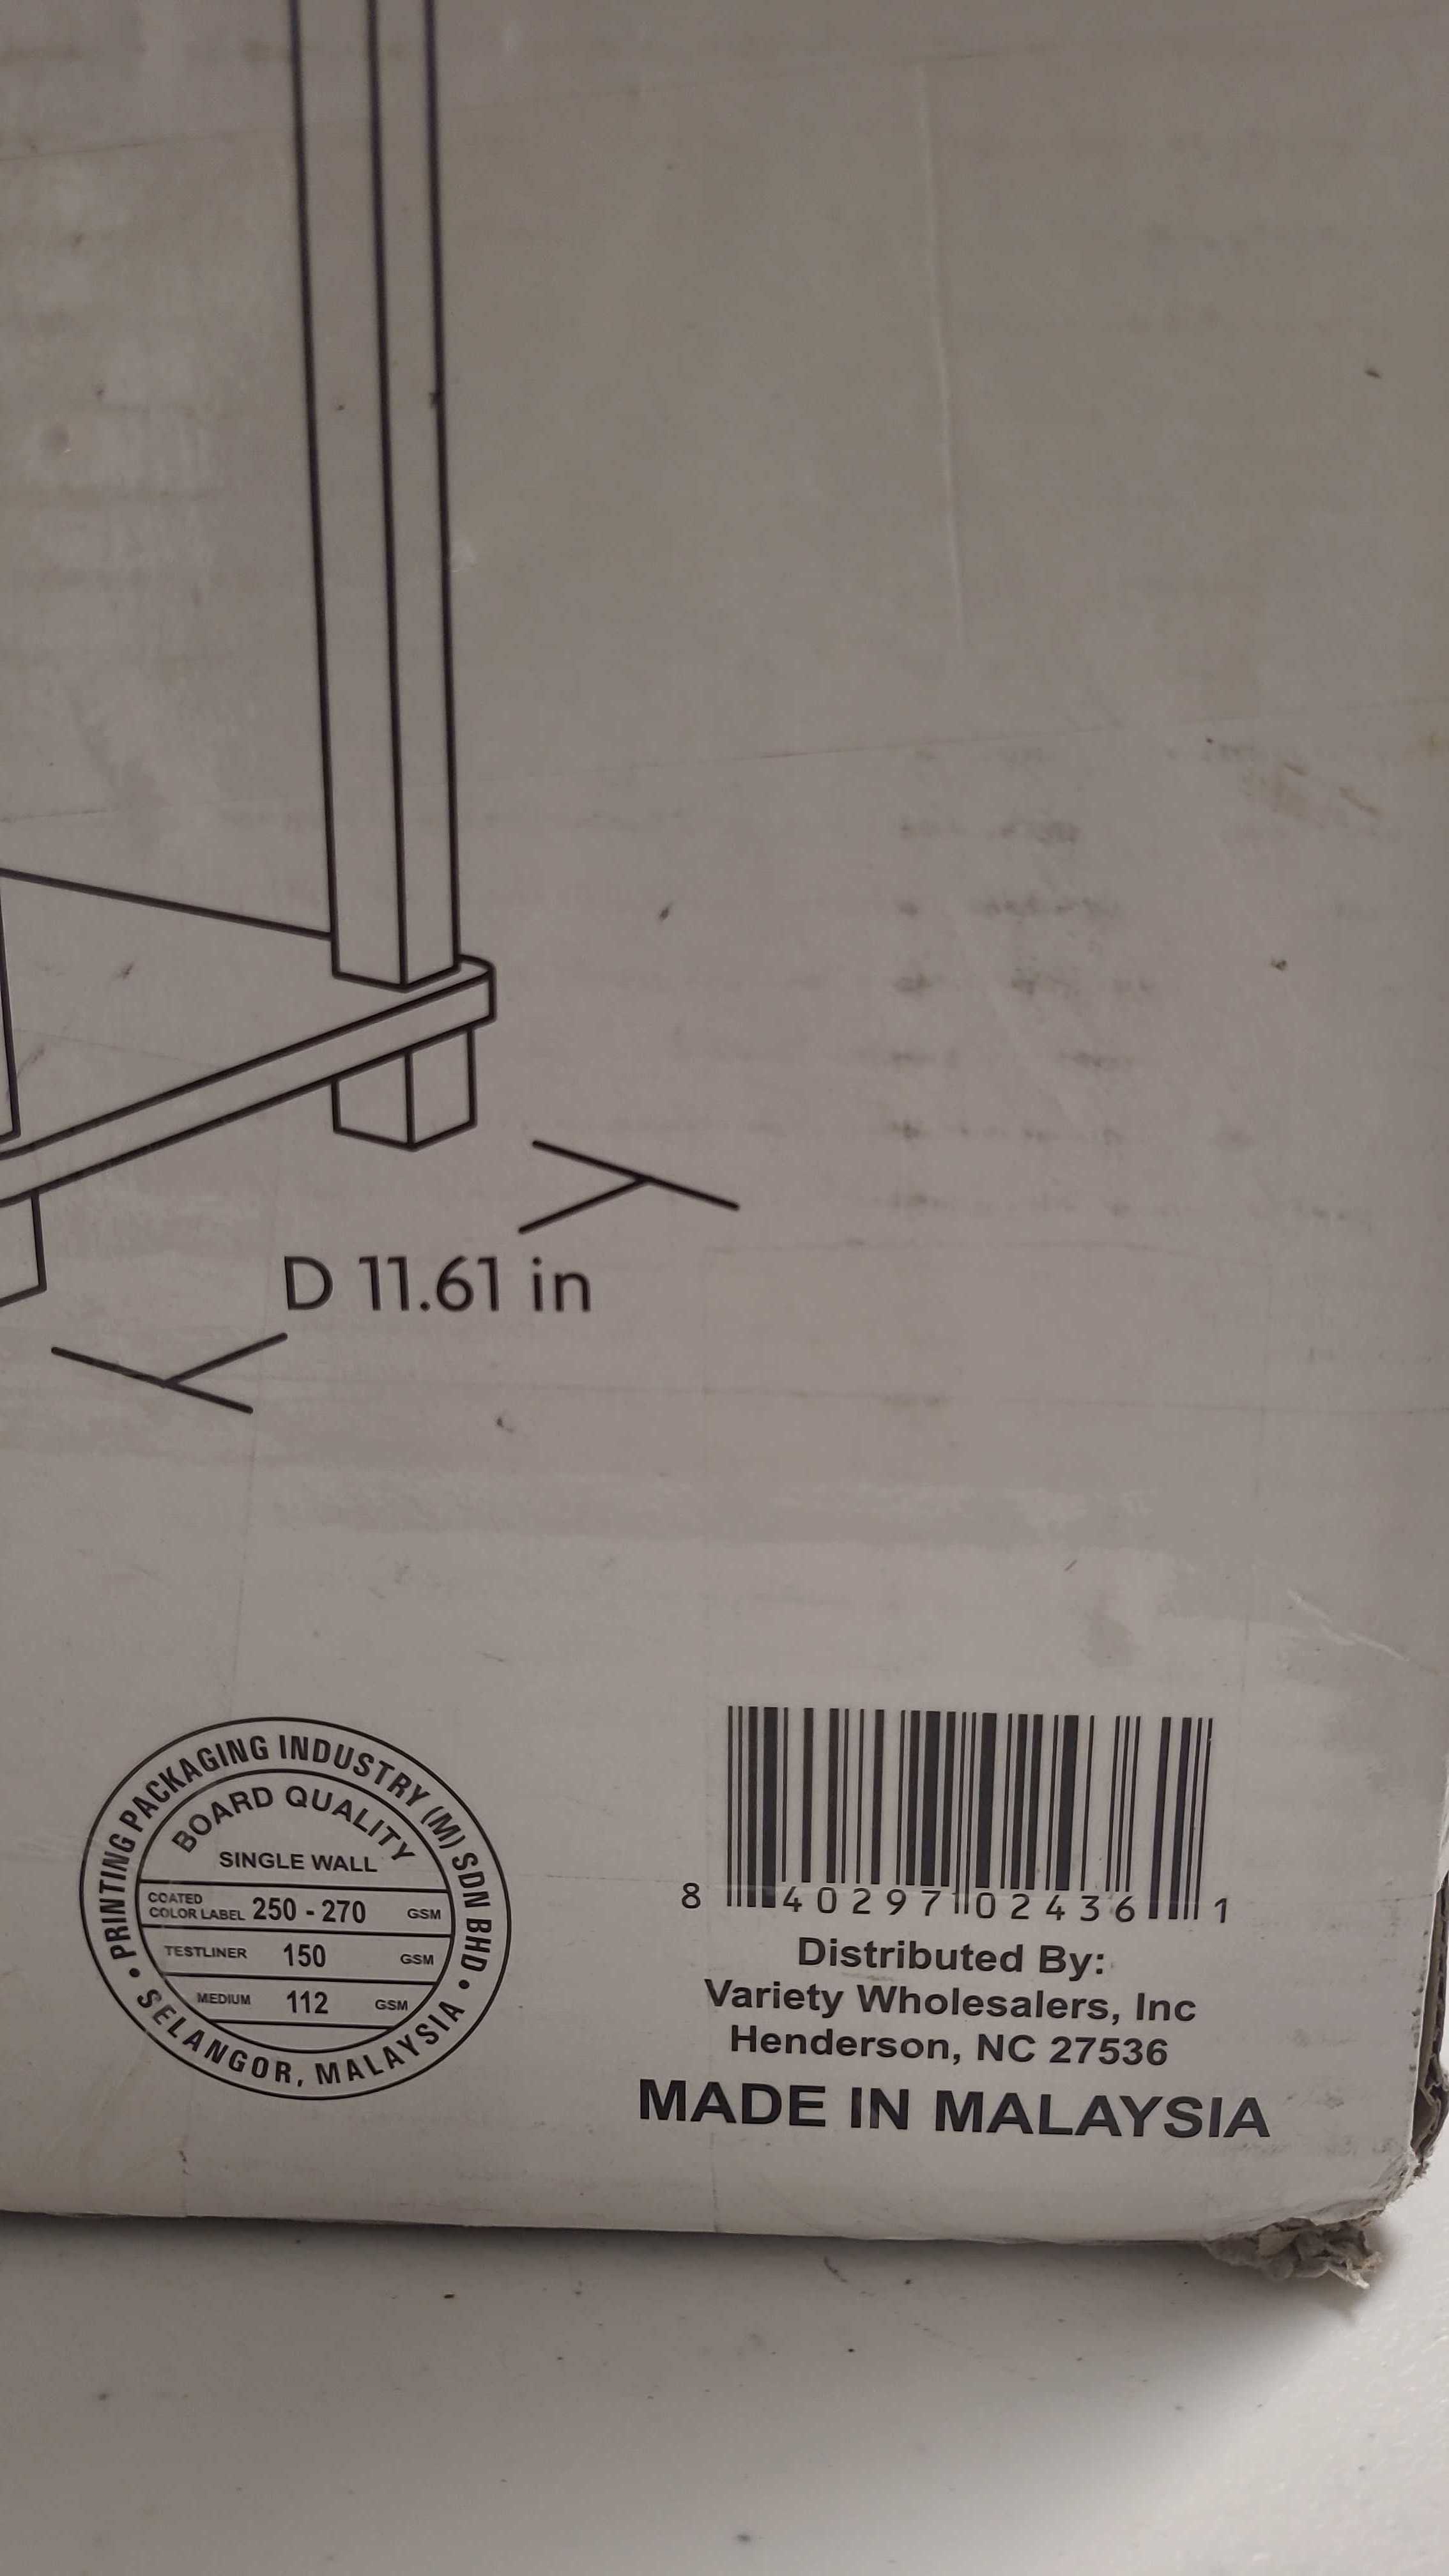 D 11.61 in
PRINTING PACKAGING INDUSTRY (M) SDN BHD
BOARD QUALITY
SINGLE WALL
COATED
COLOR LABEL 250 - 270 GSM
TESTLINER 150 GSM
MEDIUM 112 GSM
• SELANGOR, MALAYSIA •
8 40297 02436 1
Distributed By:
Variety Wholesalers, Inc
Henderson, NC 27536
MADE IN MALAYSIA